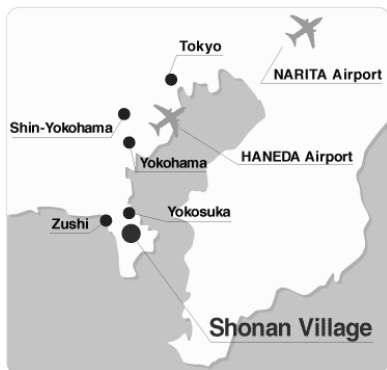 Tokyo
NARITA Airport
Shin-Yokohama
Yokohama
HANEDA Airport
Zushi
Yokosuka
Shonan Village